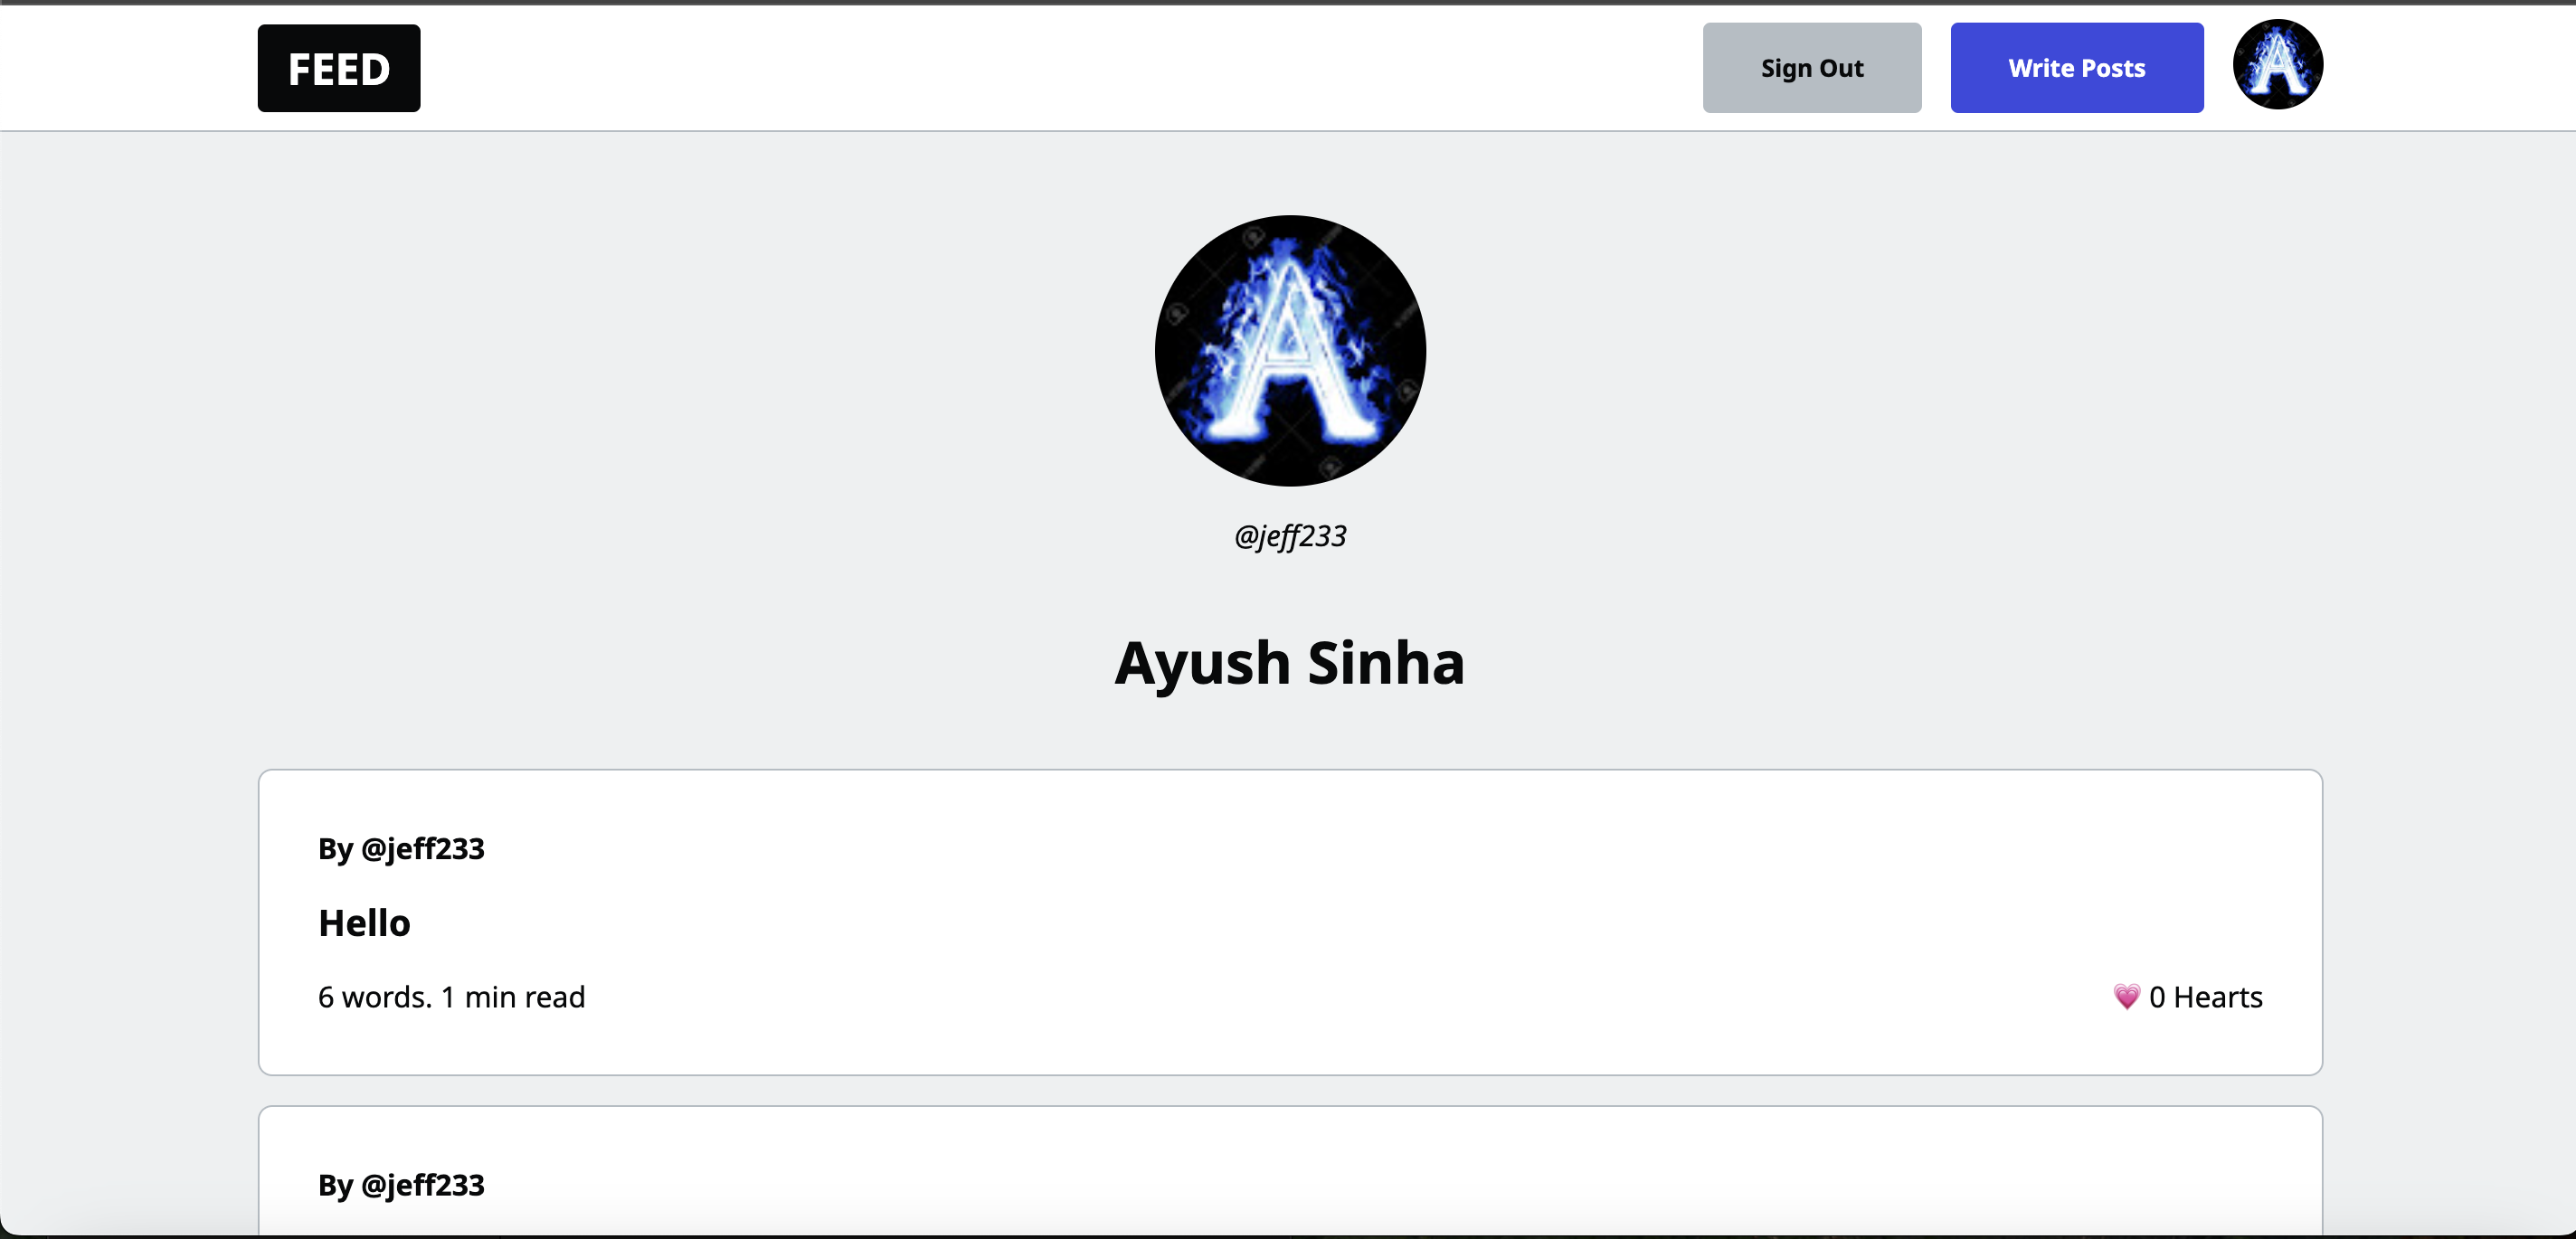 FEED
Sign Out
Write Posts
A
A
@jeff233
Ayush Sinha
By @jeff233
Hello
6 words. 1 min read
💗 0 Hearts
By @jeff233